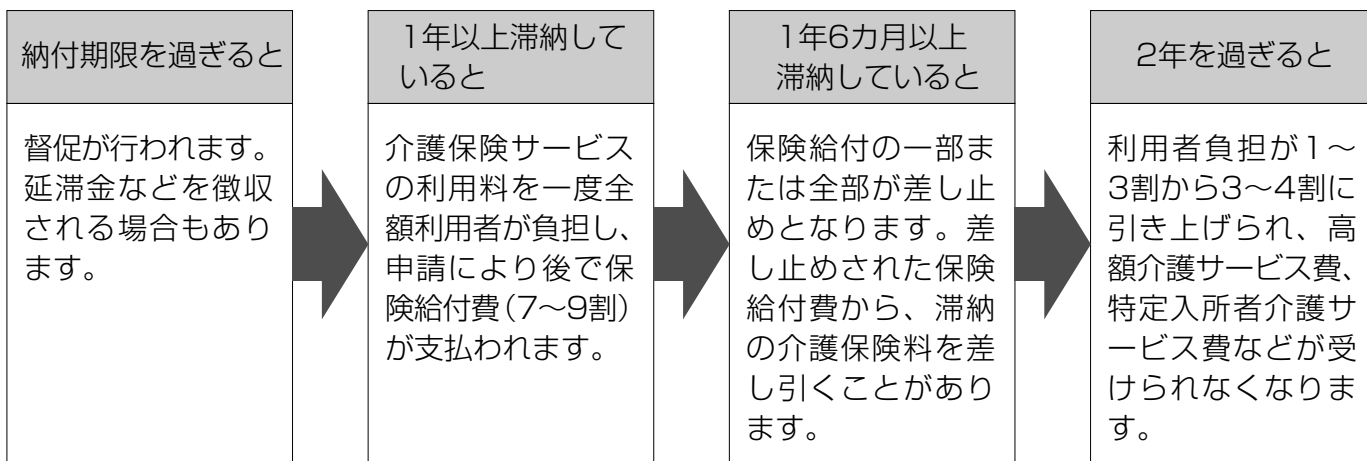 納付期限を過ぎると
督促が行われます。
延滞金などを徴収
される場合もあり
ます。
1年以上滞納して
いると
介護保険サービス
の利用料を一度全
額利用者が負担し、
申請により後で保
険給付費（7〜9割）
が支払われます。
1年6カ月以上
滞納していると
保険給付の一部ま
たは全部が差し止
めとなります。差
し止めされた保険
給付費から、滞納
の介護保険料を差
し引くことがあり
ます。
2年を過ぎると
利用者負担が1〜
3割から3〜4割に
引き上げられ、高
額介護サービス費、
特定入所者介護サ
ービス費などが受
けられなくなりま
す。